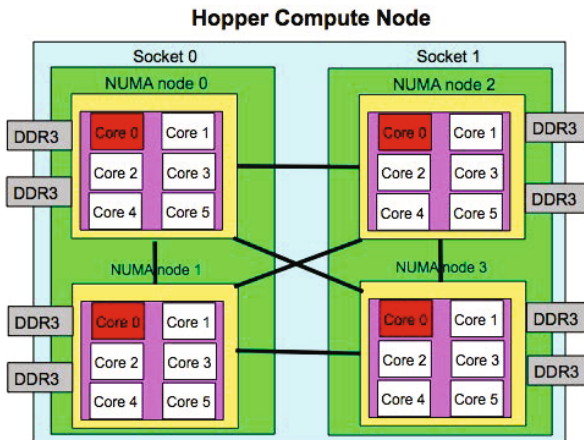 Hopper Compute Node
Socket 0 Socket 1
NUMA node 0 NUMA node 2
DDR3 Core 0 Core 1 Core 0 Core 1 DDR3
Core 2 Core 3 Core 2 Core 3
DDR3 Core 4 Core 5 Core 4 Core 5 DDR3
NUMA node 1 NUMA node 3
DDR3 Core 0 Core 1 Core 0 Core 1 DDR3
Core 2 Core 3 Core 2 Core 3
DDR3 Core 4 Core 5 Core 4 Core 5 DDR3